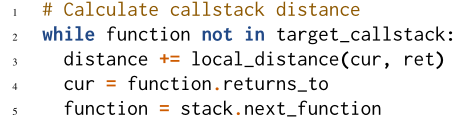 1 # Calculate callstack distance
2 while function not in target_callstack:
3   distance += local_distance(cur, ret)
4   cur = function.returns_to
5   function = stack.next_function